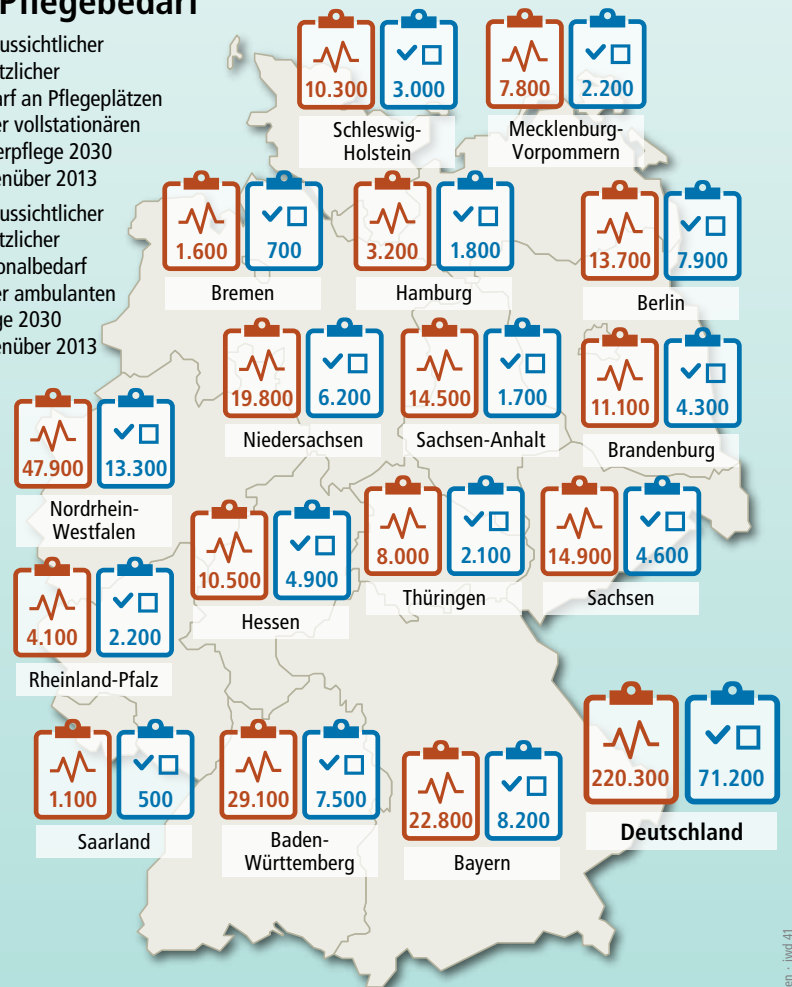 Pflegebedarf
ussichtlicher
tzlicher
arf an Pflegeplätzen
er vollstationären
erpflege 2030
enüber 2013
ussichtlicher
tzlicher
onalbedarf
er ambulanten
ge 2030
enüber 2013
10.300 3.000
Schleswig-
Holstein
7.800 2.200
Mecklenburg-
Vorpommern
1.600 700
Bremen
3.200 1.800
Hamburg
13.700 7.900
Berlin
19.800 6.200
Niedersachsen
14.500 1.700
Sachsen-Anhalt
11.100 4.300
Brandenburg
47.900 13.300
Nordrhein-
Westfalen
10.500 4.900
Hessen
8.000 2.100
Thüringen
14.900 4.600
Sachsen
4.100 2.200
Rheinland-Pfalz
1.100 500
Saarland
29.100 7.500
Baden-
Württemberg
22.800 8.200
Bayern
220.300 71.200
Deutschland
en · iwd 41